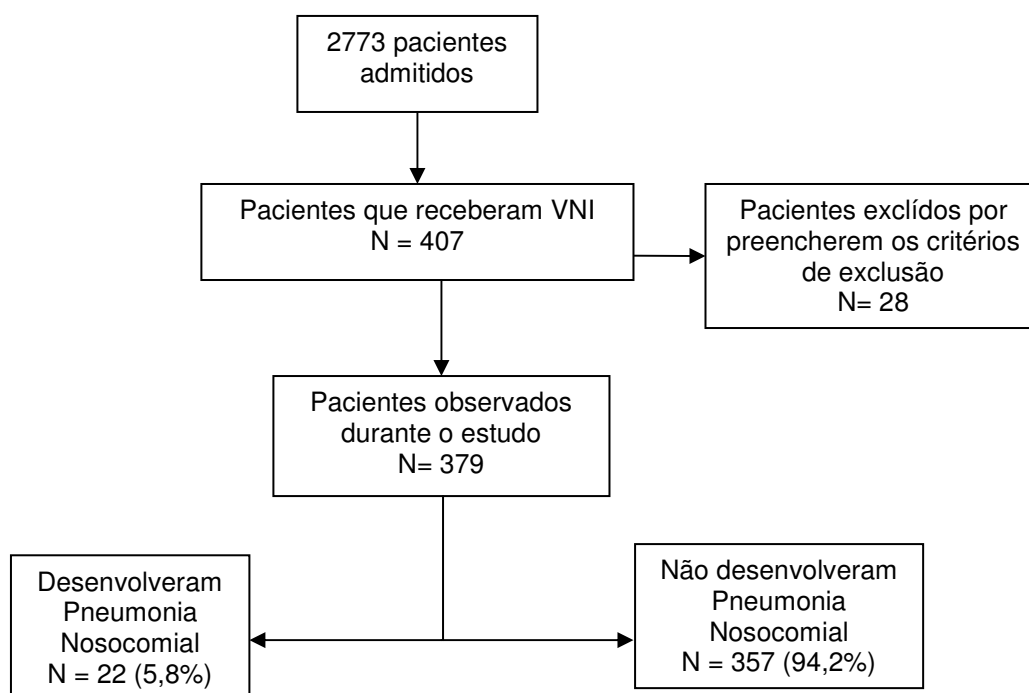 2773 pacientes
admitidos
Pacientes que receberam VNI
N = 407
Pacientes exclídos por
preencherem os critérios
de exclusão
N= 28
Pacientes observados
durante o estudo
N= 379
Desenvolveram
Pneumonia
Nosocomial
N = 22 (5,8%)
Não desenvolveram
Pneumonia
Nosocomial
N = 357 (94,2%)